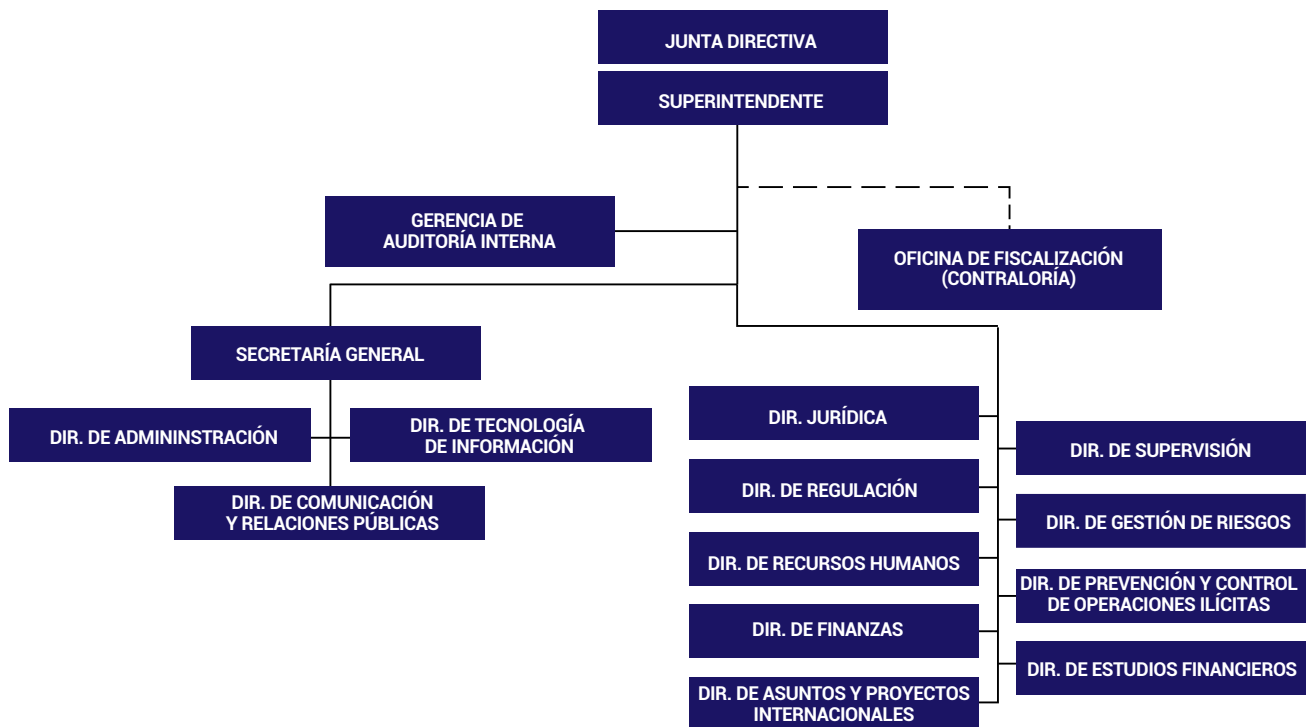 JUNTA DIRECTIVA
SUPERINTENDENTE
GERENCIA DE
AUDITORÍA INTERNA
OFICINA DE FISCALIZACIÓN
(CONTRALORÍA)
SECRETARÍA GENERAL
DIR. DE ADMININSTRACIÓN
DIR. DE TECNOLOGÍA
DE INFORMACIÓN
DIR. DE COMUNICACIÓN
Y RELACIONES PÚBLICAS
DIR. JURÍDICA
DIR. DE SUPERVISIÓN
DIR. DE REGULACIÓN
DIR. DE GESTIÓN DE RIESGOS
DIR. DE RECURSOS HUMANOS
DIR. DE PREVENCIÓN Y CONTROL
DE OPERACIONES ILÍCITAS
DIR. DE FINANZAS
DIR. DE ESTUDIOS FINANCIEROS
DIR. DE ASUNTOS Y PROYECTOS
INTERNACIONALES